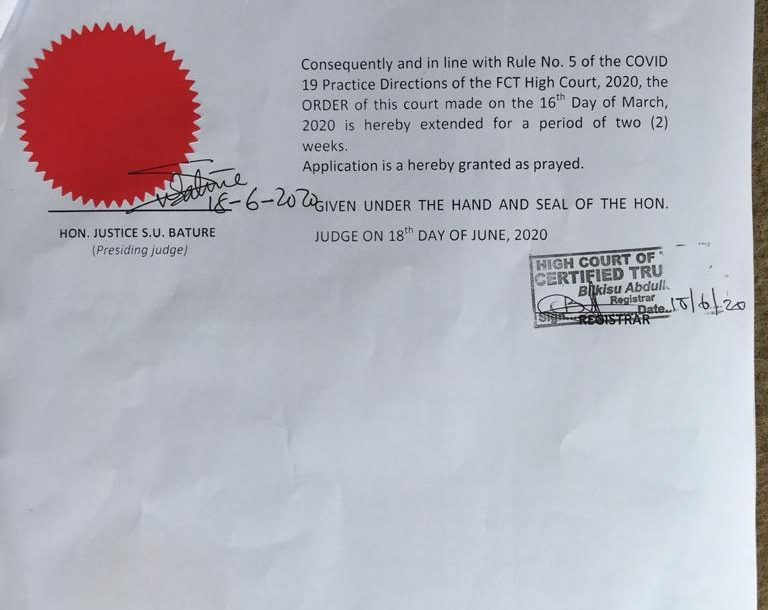 Consequently and in line with Rule No. 5 of the COVID
19 Practice Directions of the FCT High Court, 2020, the
ORDER of this court made on the 16th Day of March,
2020 is hereby extended for a period of two (2)
weeks.
Application is a hereby granted as prayed.
18-6-2020
GIVEN UNDER THE HAND AND SEAL OF THE HON.
JUDGE ON 18th DAY OF JUNE, 2020
HON. JUSTICE S.U. BATURE
(Presiding judge)
HIGH COURT OF
CERTIFIED TRU
Bilkisu Abdul
Registrar
Date..18/6/20
Sign...
REGISTRAR